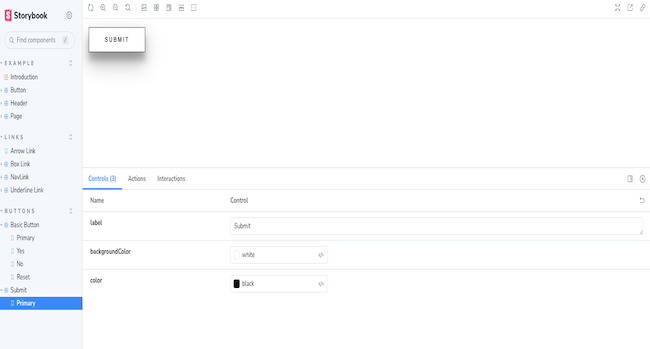 Storybook
Find components /
EXAMPLE
Introduction
Button
Header
Page
LINKS
Arrow Link
Box Link
NavLink
Underline Link
BUTTONS
Basic Button
Primary
Yes
No
Reset
Submit
Primary
SUBMIT
Controls (3) Actions Interactions
Name Control
label Submit
backgroundColor white
color black